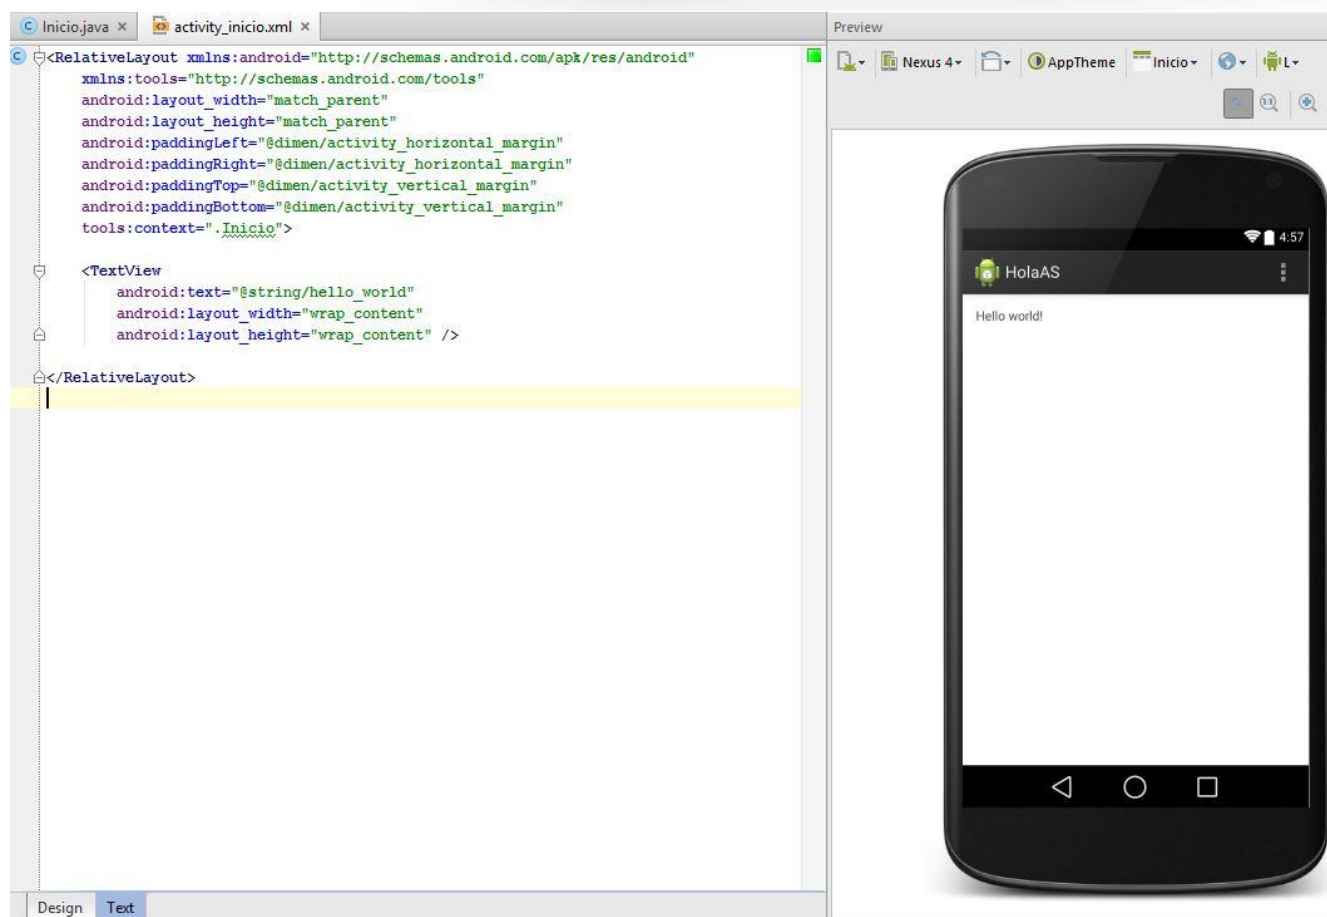 Inicio.java
activity_inicio.xml
<RelativeLayout xmlns:android="http://schemas.android.com/apk/res/android"
xmlns:tools="http://schemas.android.com/tools"
android:layout_width="match_parent"
android:layout_height="match_parent"
android:paddingLeft="@dimen/activity_horizontal_margin"
android:paddingRight="@dimen/activity_horizontal_margin"
android:paddingTop="@dimen/activity_vertical_margin"
android:paddingBottom="@dimen/activity_vertical_margin"
tools:context=".Inicio">
<TextView
android:text="@string/hello_world"
android:layout_width="wrap_content"
android:layout_height="wrap_content" />
</RelativeLayout>
Design Text
Preview
Nexus 4 AppTheme Inicio L
1:1
4:57
HolaAS
Hello world!